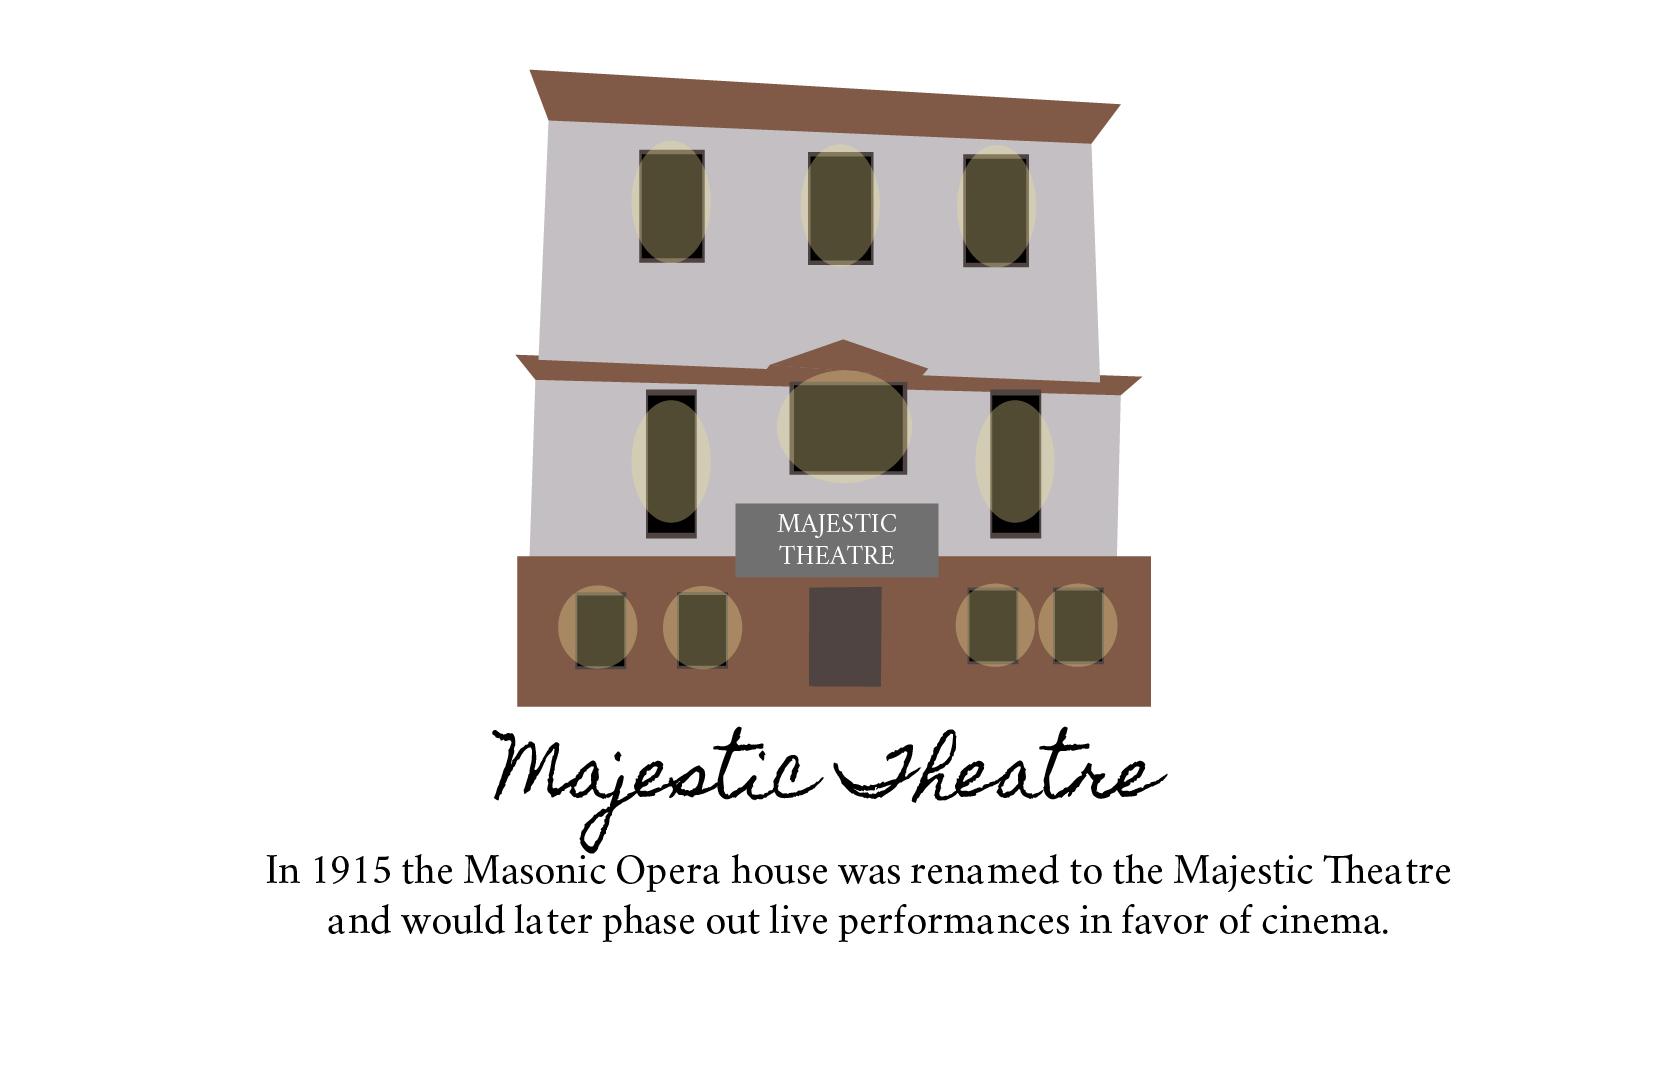 MAJESTIC
THEATRE
Majestic Theatre
In 1915 the Masonic Opera house was renamed to the Majestic Theatre
and would later phase out live performances in favor of cinema.